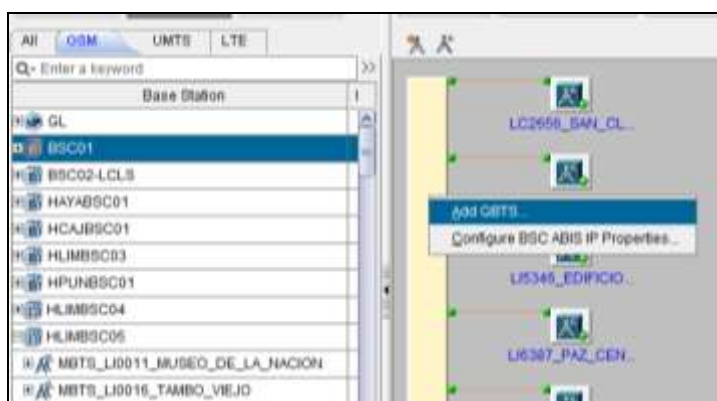 All GSM UMTS LTE
Enter a keyword
Base Station
GL
BSC01
BSC02-LCLS
HAYABSC01
HCAJBSC01
HLIMBSC03
HPUNBSC01
HLIMBSC04
HLIMBSC05
MBTS_LI0011_MUSEO_DE_LA_NACION
MBTS_LI0016_TAMBO_VIEJO
LC2656_SAN_CL...
Add GBTS...
Configure BSC ABIS IP Properties...
LI5346_EDIFICIO...
LI6387_PAZ_CEN...